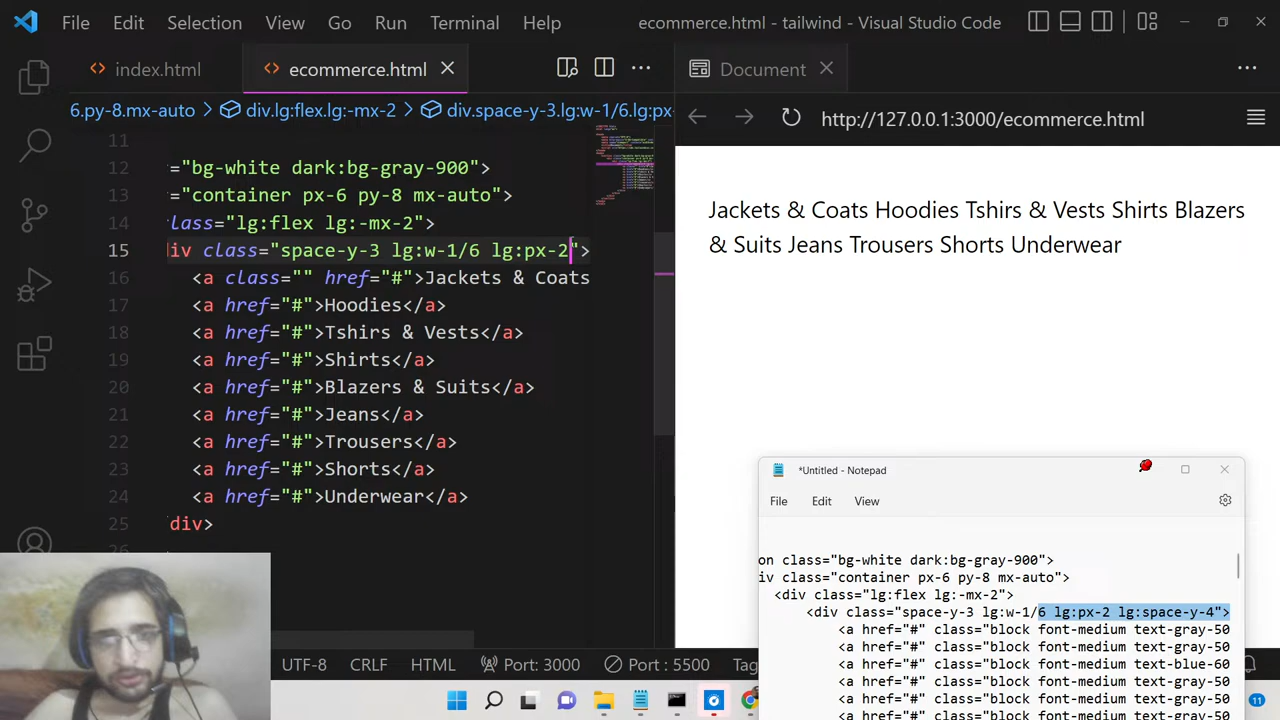 File Edit Selection View Go Run Terminal Help ecommerce.html - tailwind - Visual Studio Code
index.html ecommerce.html Document
6.py-8.mx-auto > div.lg:flex.lg:-mx-2 > div.space-y-3.lg:w-1/6.lg:px
http://127.0.0.1:3000/ecommerce.html
11
12 ="bg-white dark:bg-gray-900">
13 ="container px-6 py-8 mx-auto">
14 lass="lg:flex lg:-mx-2">
15 iv class="space-y-3 lg:w-1/6 lg:px-2">
16 <a class="" href="#">Jackets & Coats
17 <a href="#">Hoodies</a>
18 <a href="#">Tshirs & Vests</a>
19 <a href="#">Shirts</a>
20 <a href="#">Blazers & Suits</a>
21 <a href="#">Jeans</a>
22 <a href="#">Trousers</a>
23 <a href="#">Shorts</a>
24 <a href="#">Underwear</a>
25 div>
Jackets & Coats Hoodies Tshirs & Vests Shirts Blazers
& Suits Jeans Trousers Shorts Underwear
*Untitled - Notepad
File Edit View
on class="bg-white dark:bg-gray-900">
iv class="container px-6 py-8 mx-auto">
<div class="lg:flex lg:-mx-2">
<div class="space-y-3 lg:w-1/6 lg:px-2 lg:space-y-4">
<a href="#" class="block font-medium text-gray-50
<a href="#" class="block font-medium text-gray-50
<a href="#" class="block font-medium text-blue-60
<a href="#" class="block font-medium text-gray-50
<a href="#" class="block font-medium text-gray-50
<a href="#" class="block font-medium text-gray-50
UTF-8 CRLF HTML Port: 3000 Port : 5500 Tag
11